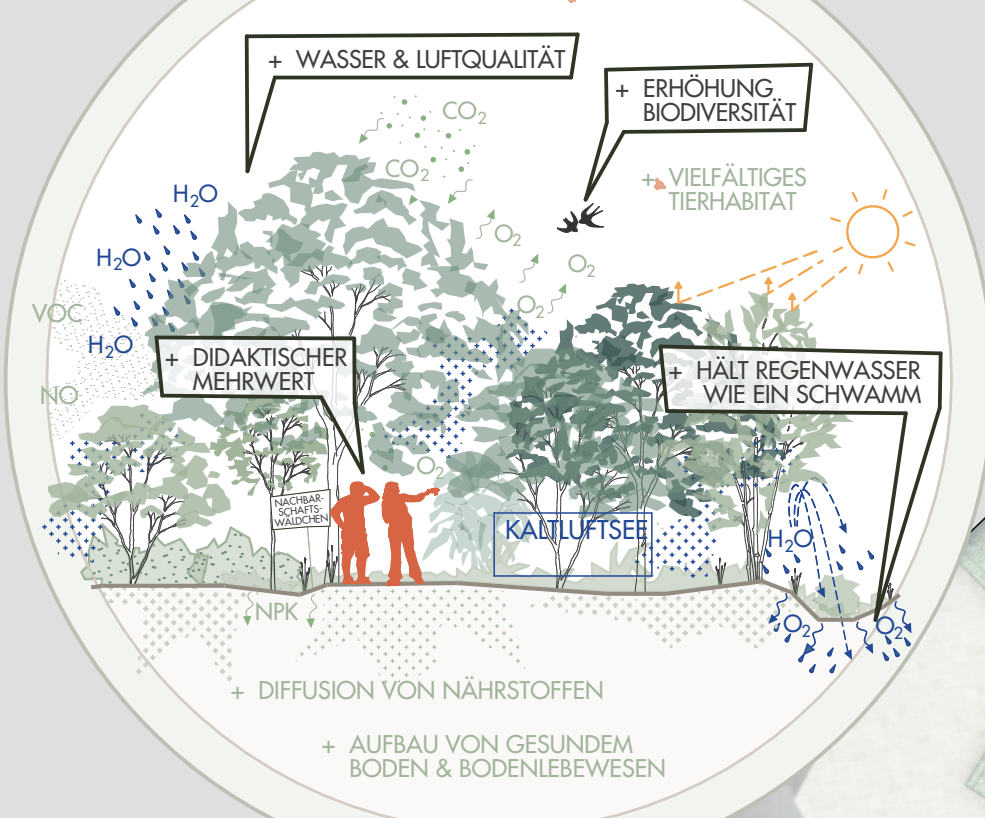 + WASSER & LUFTQUALITÄT
+ ERHÖHUNG
BIODIVERSITÄT
CO2
CO2
+ VIELFÄLTIGES
TIERHABITAT
H2O
O2
H2O
O2
VOC
O2
H2O
+ DIDAKTISCHER
MEHRWERT
+ HÄLT REGENWASSER
WIE EIN SCHWAMM
NO
O2
NACHBAR-
SCHAFTS-
WÄLDCHEN
KALTLUFTSEE
H2O
NPK
O2
O2
+ DIFFUSION VON NÄHRSTOFFEN
+ AUFBAU VON GESUNDEM
BODEN & BODENLEBEWESEN